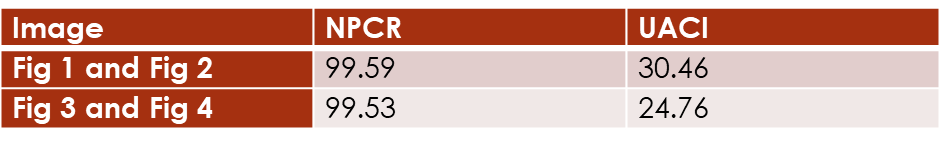 Image NPCR UACI
Fig 1 and Fig 2 99.59 30.46
Fig 3 and Fig 4 99.53 24.76